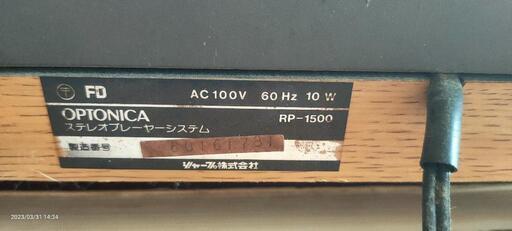 〒 FD AC 100V 60 Hz 10 W
OPTONICA RP-1500
ステレオプレーヤーシステム
製造番号 60161731
シャープ株式会社
2023/03/31 14:34